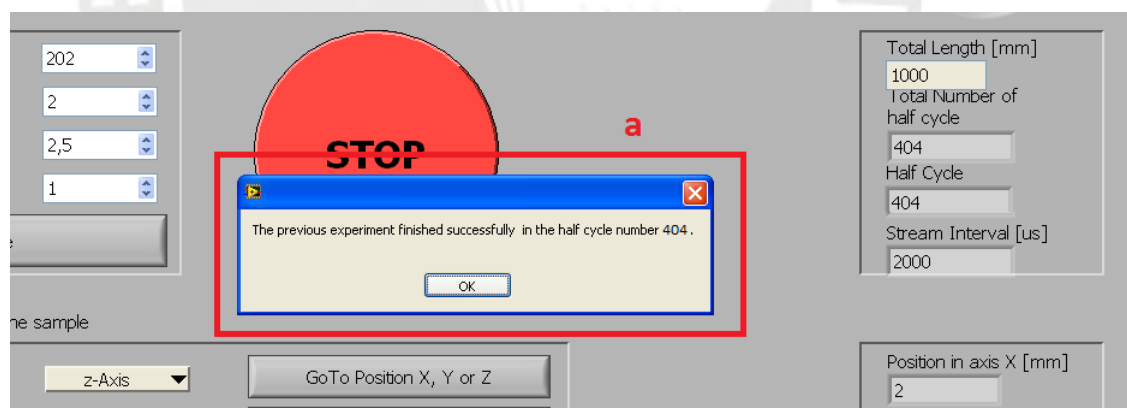 202
2
2,5
1
STOP
a
The previous experiment finished successfully in the half cycle number 404 .
OK
Total Length [mm]
1000
Total Number of
half cycle
404
Half Cycle
404
Stream Interval [us]
2000
sample
z-Axis
GoTo Position X, Y or Z
Position in axis X [mm]
2